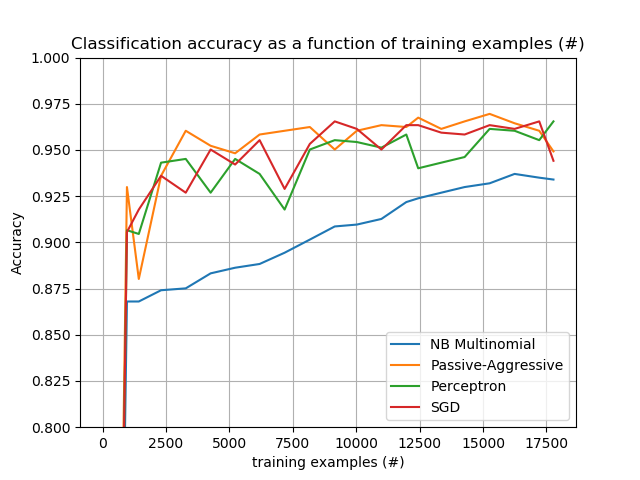 Classification accuracy as a function of training examples (#)
1.000
0.975
0.950
0.925
0.900
0.875
0.850
0.825
0.800
Accuracy
NB Multinomial
Passive-Aggressive
Perceptron
SGD
0 2500 5000 7500 10000 12500 15000 17500
training examples (#)